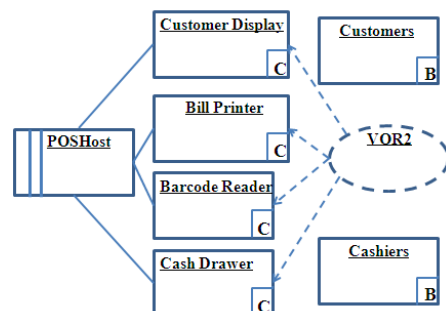 Customer Display
C
Customers
B
Bill Printer
C
POSHost
VOR2
Barcode Reader
C
Cash Drawer
C
Cashiers
B